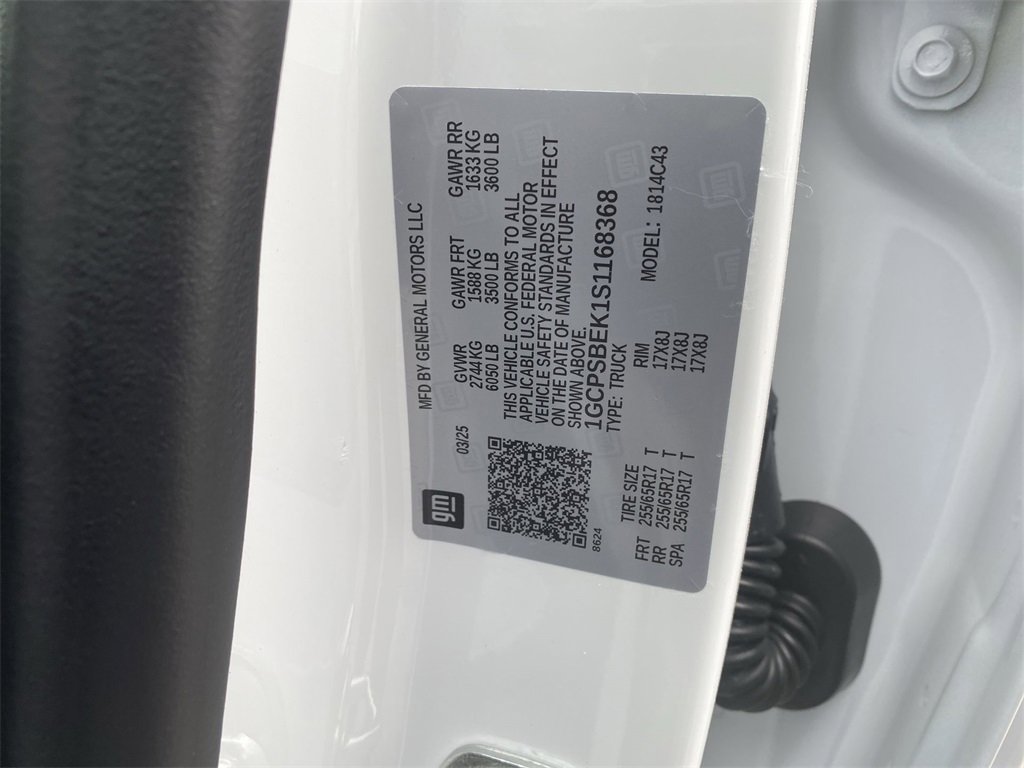 MFD BY GENERAL MOTORS LLC
gm
03/25
GVWR GAWR FRT GAWR RR
2744 KG 1588 KG 1633 KG
6050 LB 3500 LB 3600 LB
THIS VEHICLE CONFORMS TO ALL
APPLICABLE U.S. FEDERAL MOTOR
VEHICLE SAFETY STANDARDS IN EFFECT
ON THE DATE OF MANUFACTURE
SHOWN ABOVE.
1GCPSBEK1S1168368
8624
TYPE: TRUCK
MODEL: 1814C43
TIRE SIZE RIM
FRT 255/65R17 T 17X8J
RR 255/65R17 T 17X8J
SPA 255/65R17 T 17X8J